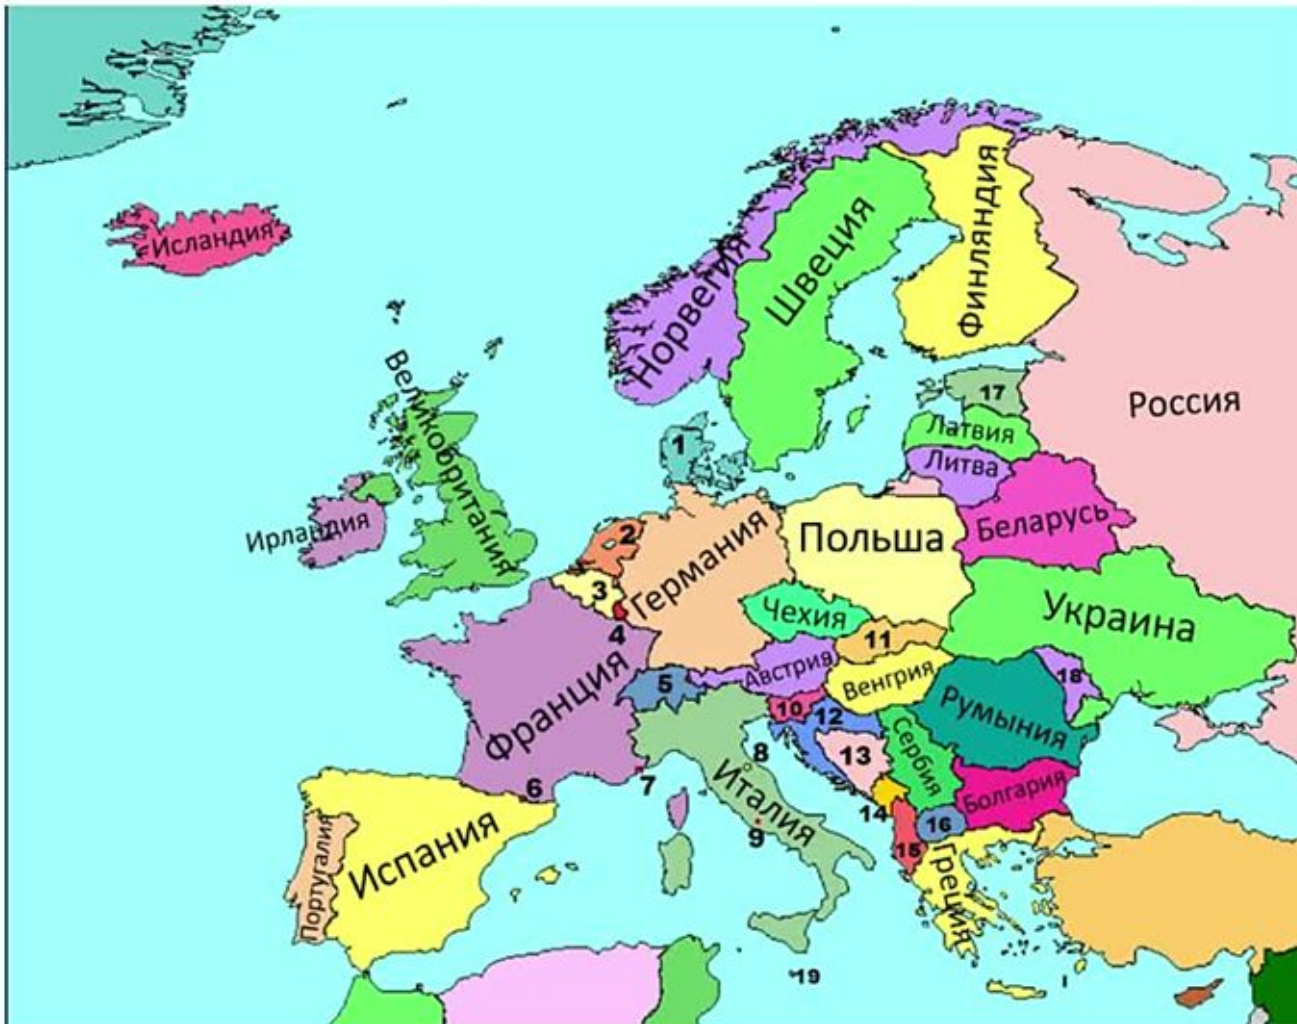 Исландия
Норвегия
Швеция
Финляндия
Россия
Великобритания
Ирландия
17
Латвия
Литва
Беларусь
1
2
3
4
Германия
Польша
Чехия
11
Украина
Франция
5
Австрия
Венгрия
18
Румыния
10
12
13
Сербия
Болгария
6
7
8
Италия
9
14
15
16
Греция
Португалия
Испания
19